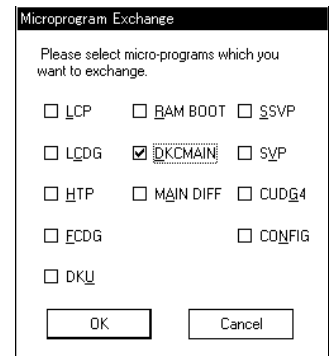 Microprogram Exchange
Please select micro-programs which you
want to exchange.
LCP RAM BOOT SSVP
LCDG DKCMAIN SVP
HTP MAIN DIFF CUDG4
FCDG CONFIG
DKU
OK Cancel